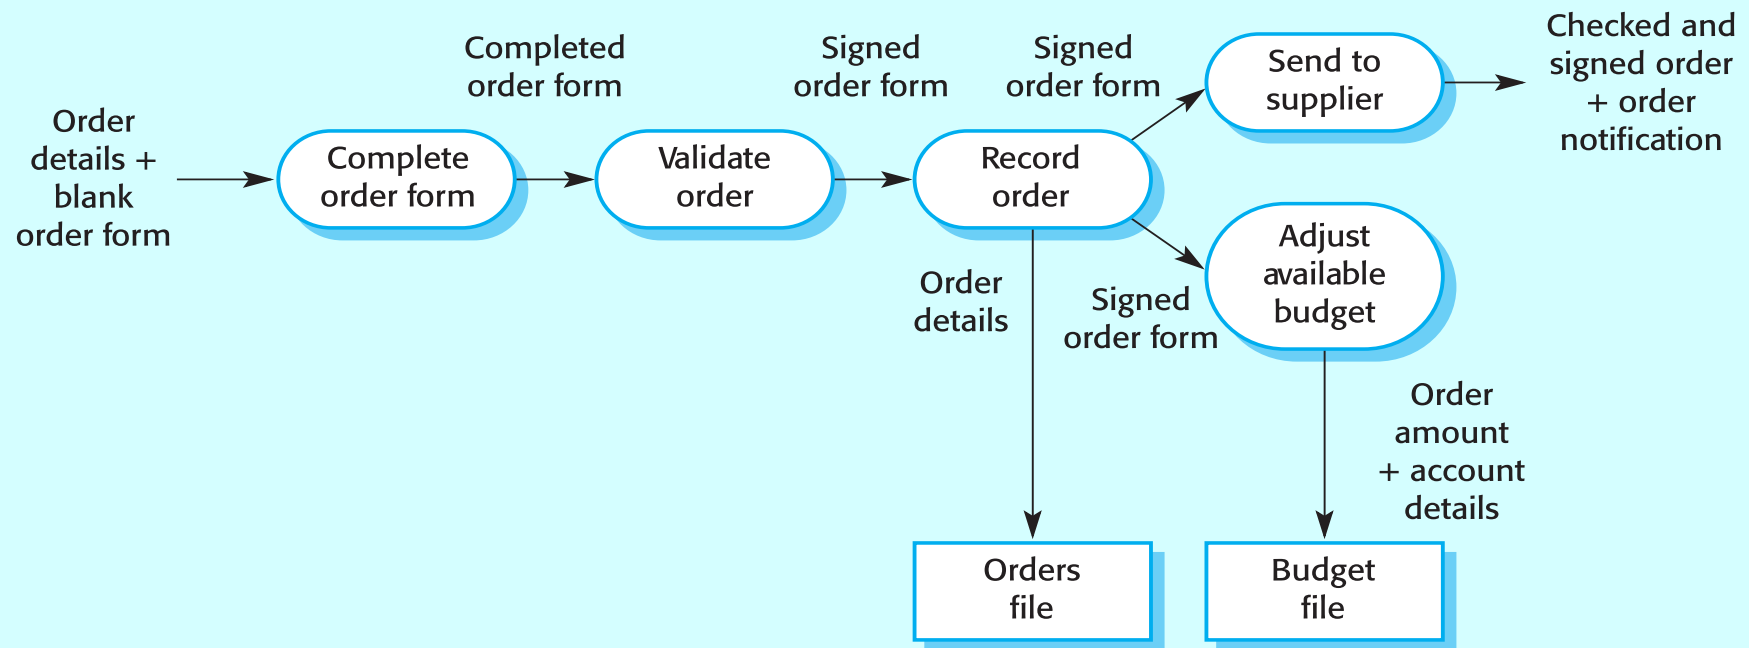 Order
details +
blank
order form
Complete
order form
Completed
order form
Validate
order
Signed
order form
Record
order
Signed
order form
Send to
supplier
Checked and
signed order
+ order
notification
Signed
order form
Adjust
available
budget
Order
details
Orders
file
Order
amount
+ account
details
Budget
file